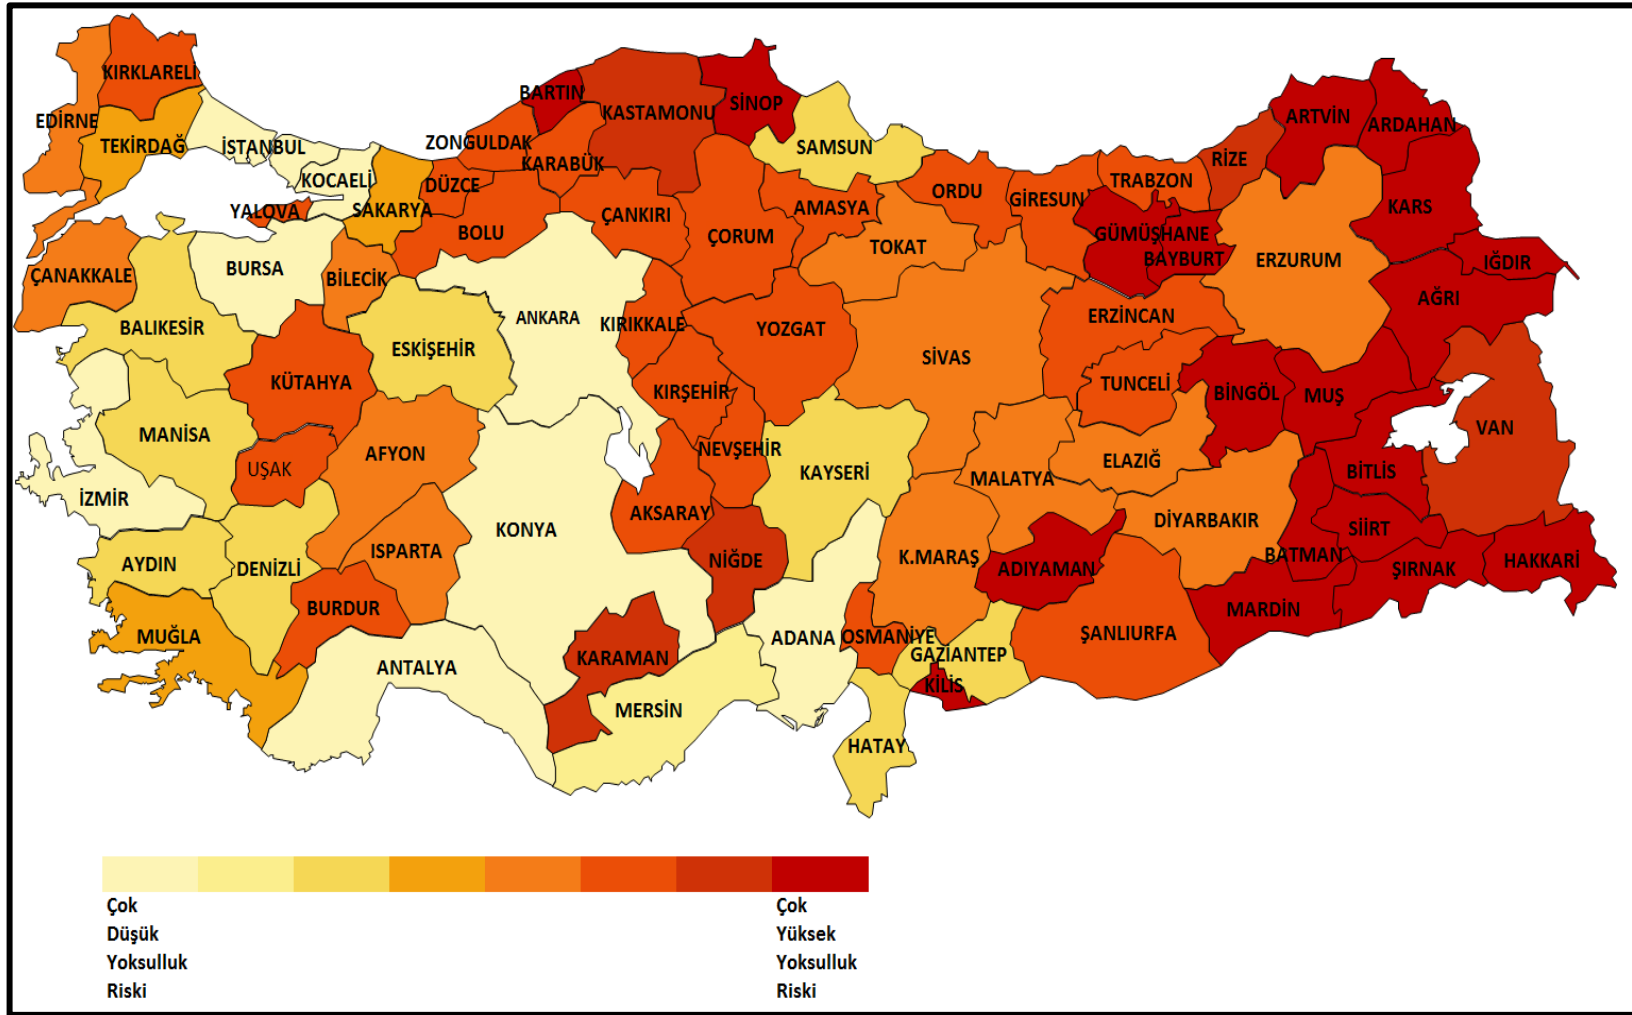 KIRKLARELİ
EDİRNE
TEKİRDAĞ
İSTANBUL
KOCAELİ
YALOVA
SAKARYA
DÜZCE
ZONGULDAK
BARTIN
KARABÜK
KASTAMONU
SİNOP
SAMSUN
BOLU
ÇANKIRI
ÇORUM
AMASYA
TOKAT
ORDU
GİRESUN
TRABZON
RİZE
ARTVİN
ARDAHAN
KARS
GÜMÜŞHANE
BAYBURT
ERZURUM
IĞDIR
AĞRI
ÇANAKKALE
BALIKESİR
BURSA
BİLECİK
ESKİŞEHİR
ANKARA
KIRIKKALE
YOZGAT
SİVAS
ERZİNCAN
TUNCELİ
BİNGÖL
MUŞ
VAN
KÜTAHYA
KIRŞEHİR
MANİSA
UŞAK
AFYON
NEVŞEHİR
KAYSERİ
MALATYA
ELAZIĞ
BİTLİS
İZMİR
KONYA
AKSARAY
DİYARBAKIR
SİİRT
BATMAN
AYDIN
DENİZLİ
ISPARTA
NİĞDE
K.MARAŞ
ADIYAMAN
ŞIRNAK
HAKKARİ
MARDİN
BURDUR
MUĞLA
ANTALYA
KARAMAN
ADANA
OSMANİYE
GAZİANTEP
ŞANLIURFA
KİLİS
MERSİN
HATAY
Çok
Düşük
Yoksulluk
Riski
Çok
Yüksek
Yoksulluk
Riski